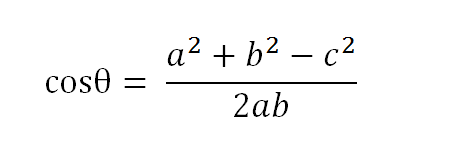 cosθ = (a² + b² − c²) / 2ab